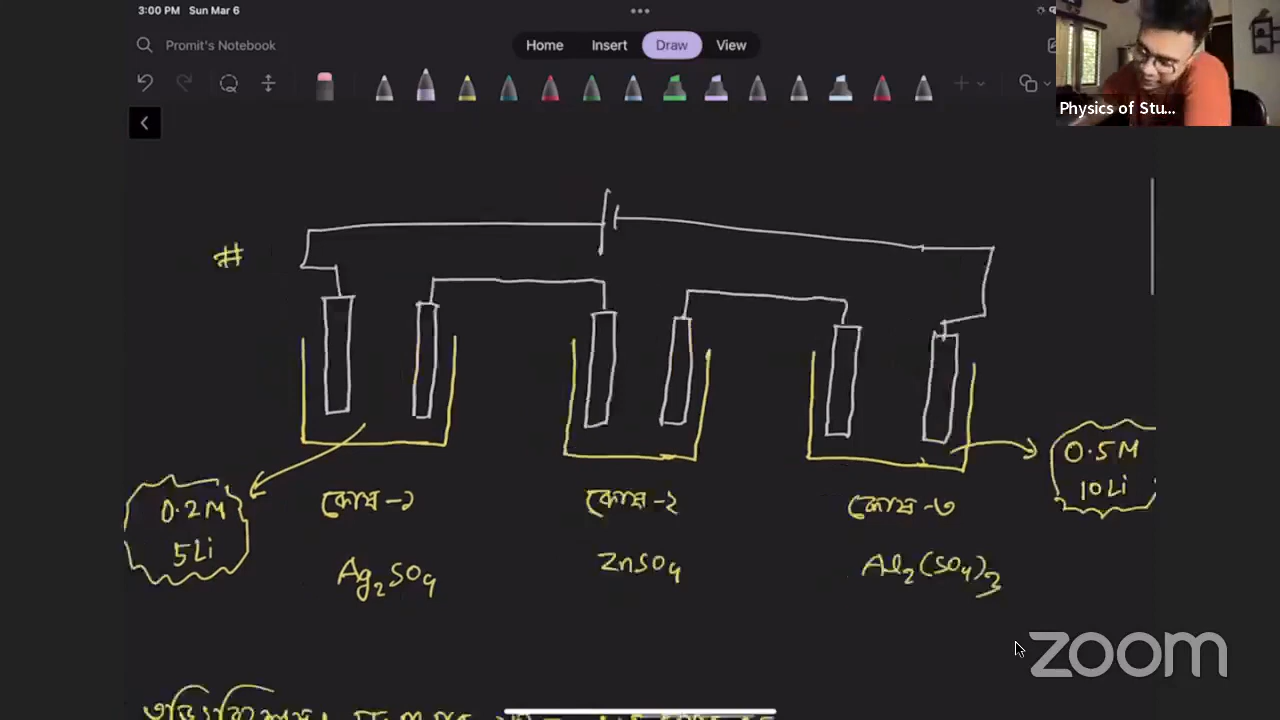 3:00 PM Sun Mar 6
Promit's Notebook
Home Insert Draw View
Physics of Stu...
#
0.2M
5Li
0.5M
10Li
কোষ-১
কোষ-২
কোষ-৩
Ag₂SO₄
ZnSO₄
Al₂(SO₄)₃
zoom